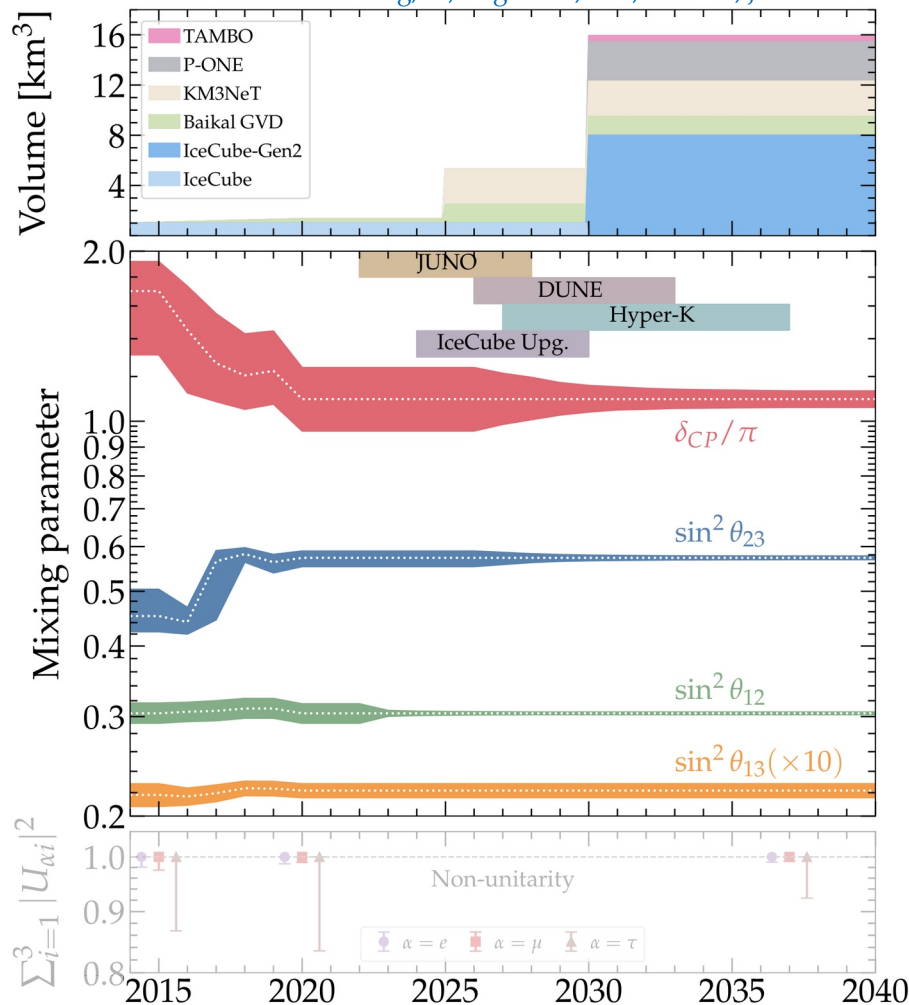 Volume [km³]
16
12
8
4
TAMBO
P-ONE
KM3NeT
Baikal GVD
IceCube-Gen2
IceCube
Mixing parameter
2.0
1.0
0.9
0.8
0.7
0.6
0.5
0.4
0.3
0.2
JUNO
DUNE
Hyper-K
IceCube Upg.
δ_CP/π
sin² θ₂₃
sin² θ₁₂
sin² θ₁₃(×10)
∑³ᵢ₌₁ |U_αi|²
1.0
0.9
0.8
Non-unitarity
α = e
α = μ
α = τ
2015 2020 2025 2030 2035 2040